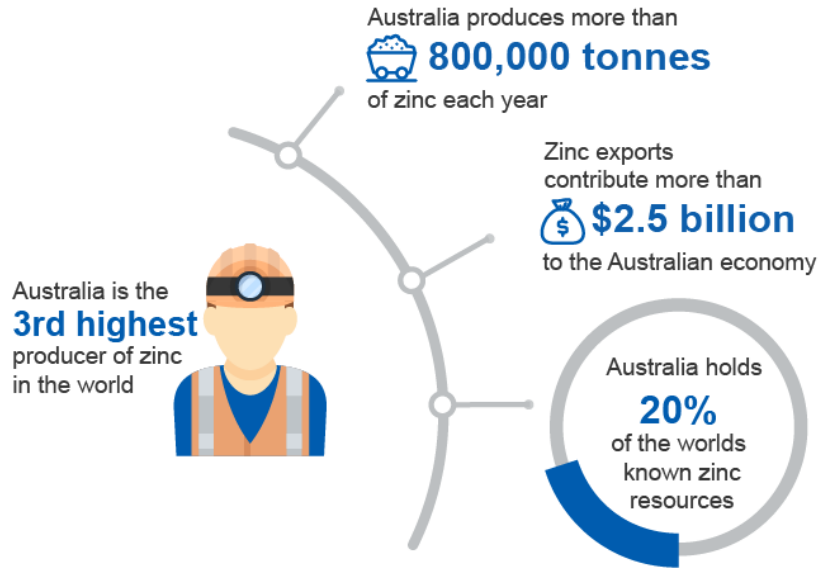 Australia produces more than
800,000 tonnes
of zinc each year
Zinc exports
contribute more than
$ $2.5 billion
to the Australian economy
Australia is the
3rd highest
producer of zinc
in the world
Australia holds
20%
of the worlds
known zinc
resources